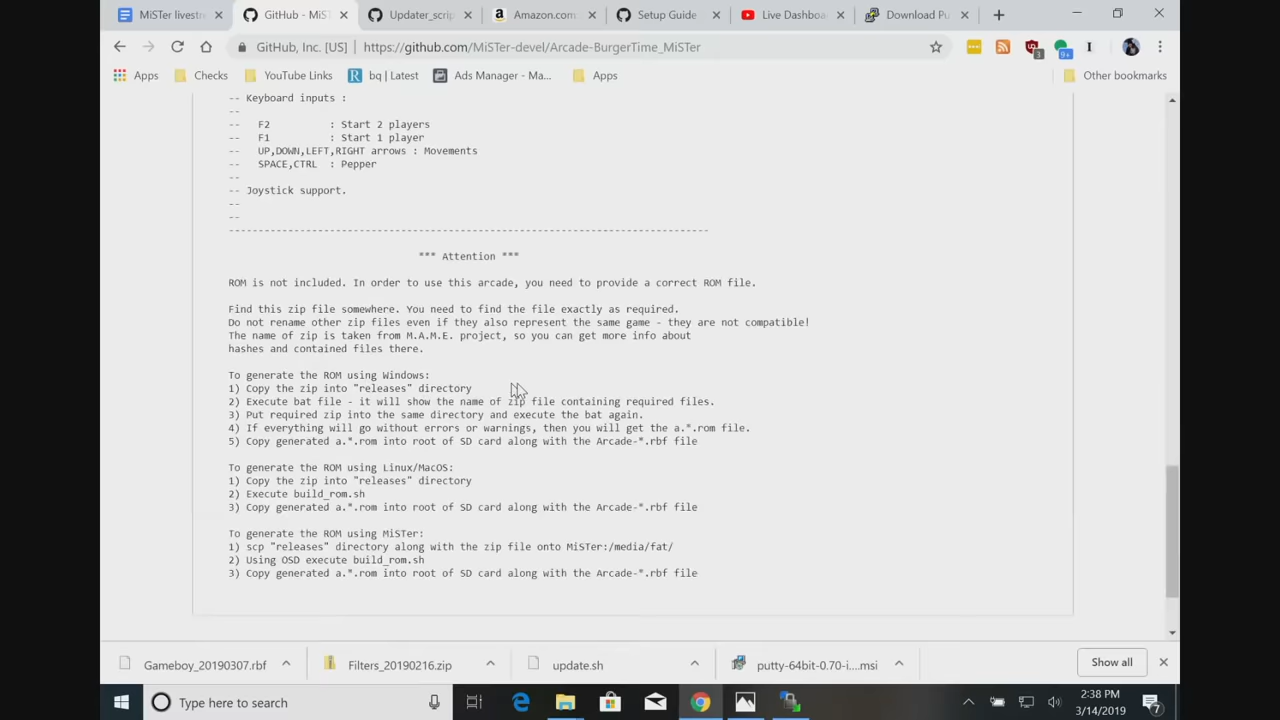 MiSTer livestr
GitHub - MiST
Updater_scrip
Amazon.com:
Setup Guide
Live Dashboa
Download Pu
GitHub, Inc. [US]
https://github.com/MiSTer-devel/Arcade-BurgerTime_MiSTer
3
9+
Apps
Checks
YouTube Links
bq | Latest
Ads Manager - Ma...
Apps
Other bookmarks
-- Keyboard inputs :
--
--   F2          : Start 2 players
--   F1          : Start 1 player
--   UP,DOWN,LEFT,RIGHT arrows : Movements
--   SPACE,CTRL  : Pepper
--
-- Joystick support.
--
--
---------------------------------------------------------------------------------
*** Attention ***
ROM is not included. In order to use this arcade, you need to provide a correct ROM file.
Find this zip file somewhere. You need to find the file exactly as required.
Do not rename other zip files even if they also represent the same game - they are not compatible!
The name of zip is taken from M.A.M.E. project, so you can get more info about
hashes and contained files there.
To generate the ROM using Windows:
1) Copy the zip into "releases" directory
2) Execute bat file - it will show the name of zip file containing required files.
3) Put required zip into the same directory and execute the bat again.
4) If everything will go without errors or warnings, then you will get the a.*.rom file.
5) Copy generated a.*.rom into root of SD card along with the Arcade-*.rbf file
To generate the ROM using Linux/MacOS:
1) Copy the zip into "releases" directory
2) Execute build_rom.sh
3) Copy generated a.*.rom into root of SD card along with the Arcade-*.rbf file
To generate the ROM using MiSTer:
1) scp "releases" directory along with the zip file onto MiSTer:/media/fat/
2) Using OSD execute build_rom.sh
3) Copy generated a.*.rom into root of SD card along with the Arcade-*.rbf file
Gameboy_20190307.rbf
Filters_20190216.zip
update.sh
putty-64bit-0.70-i....msi
Show all
Type here to search
2:38 PM
3/14/2019
7